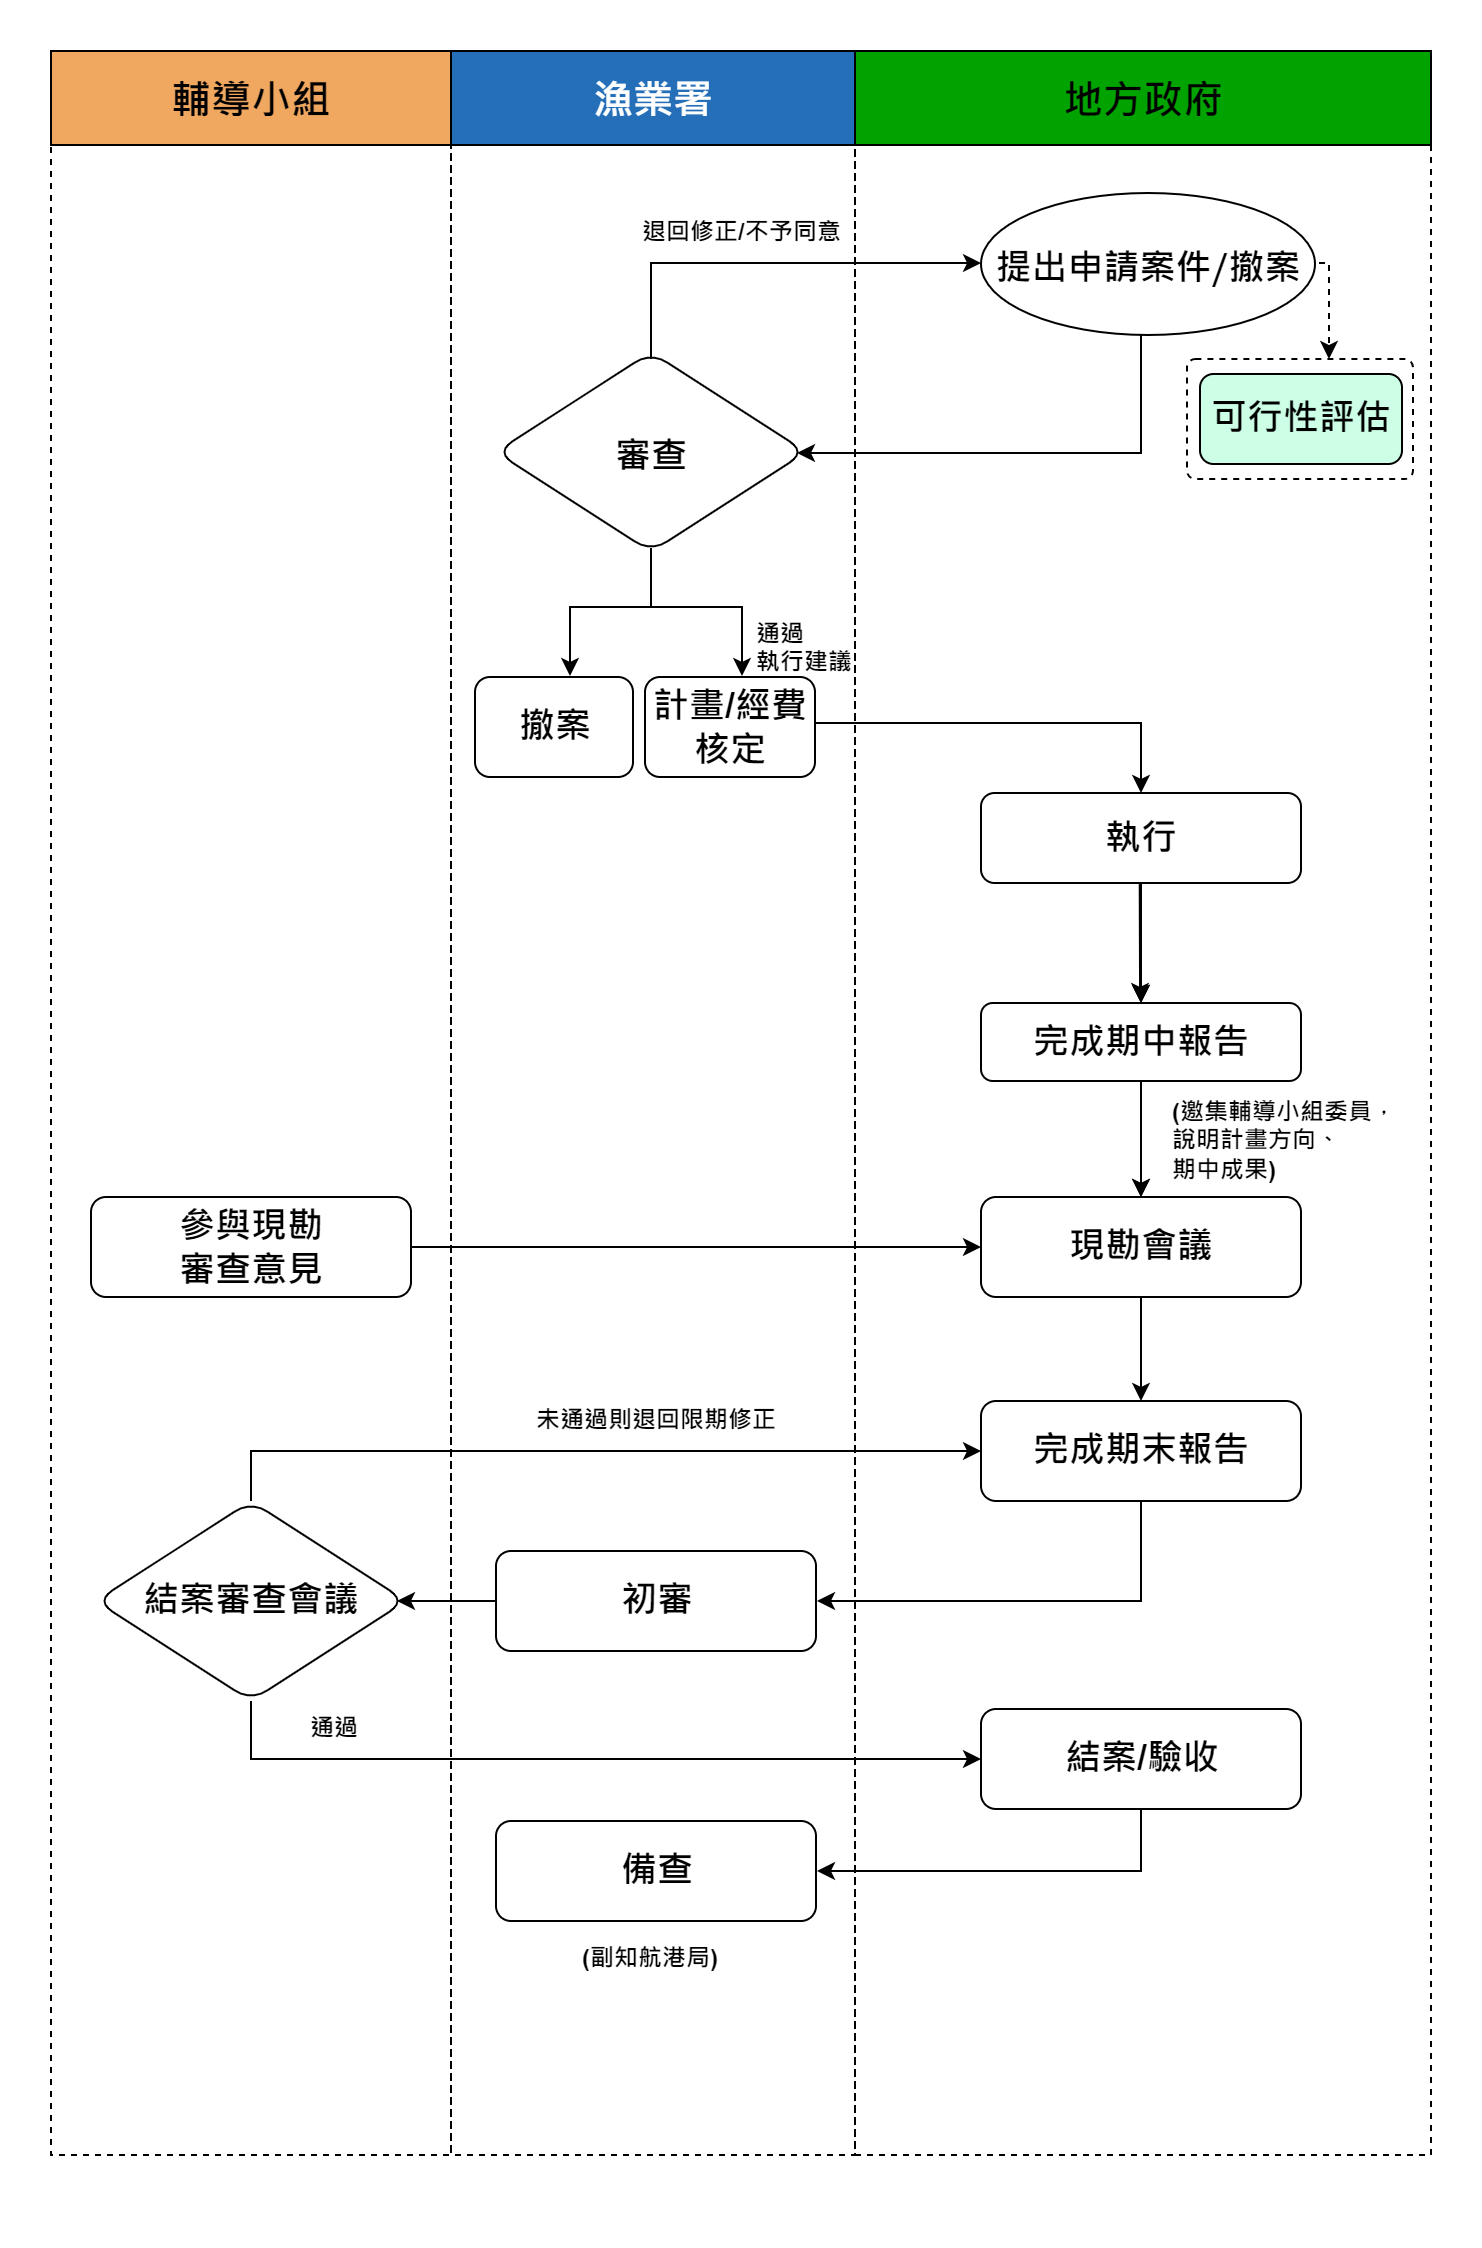 輔導小組
漁業署
地方政府
退回修正/不予同意
提出申請案件/撤案
可行性評估
審查
通過
執行建議
撤案
計畫/經費
核定
執行
完成期中報告
(邀集輔導小組委員，
說明計畫方向、
期中成果)
參與現勘
審查意見
現勘會議
未通過則退回限期修正
完成期末報告
結案審查會議
初審
通過
結案/驗收
備查
(副知航港局)